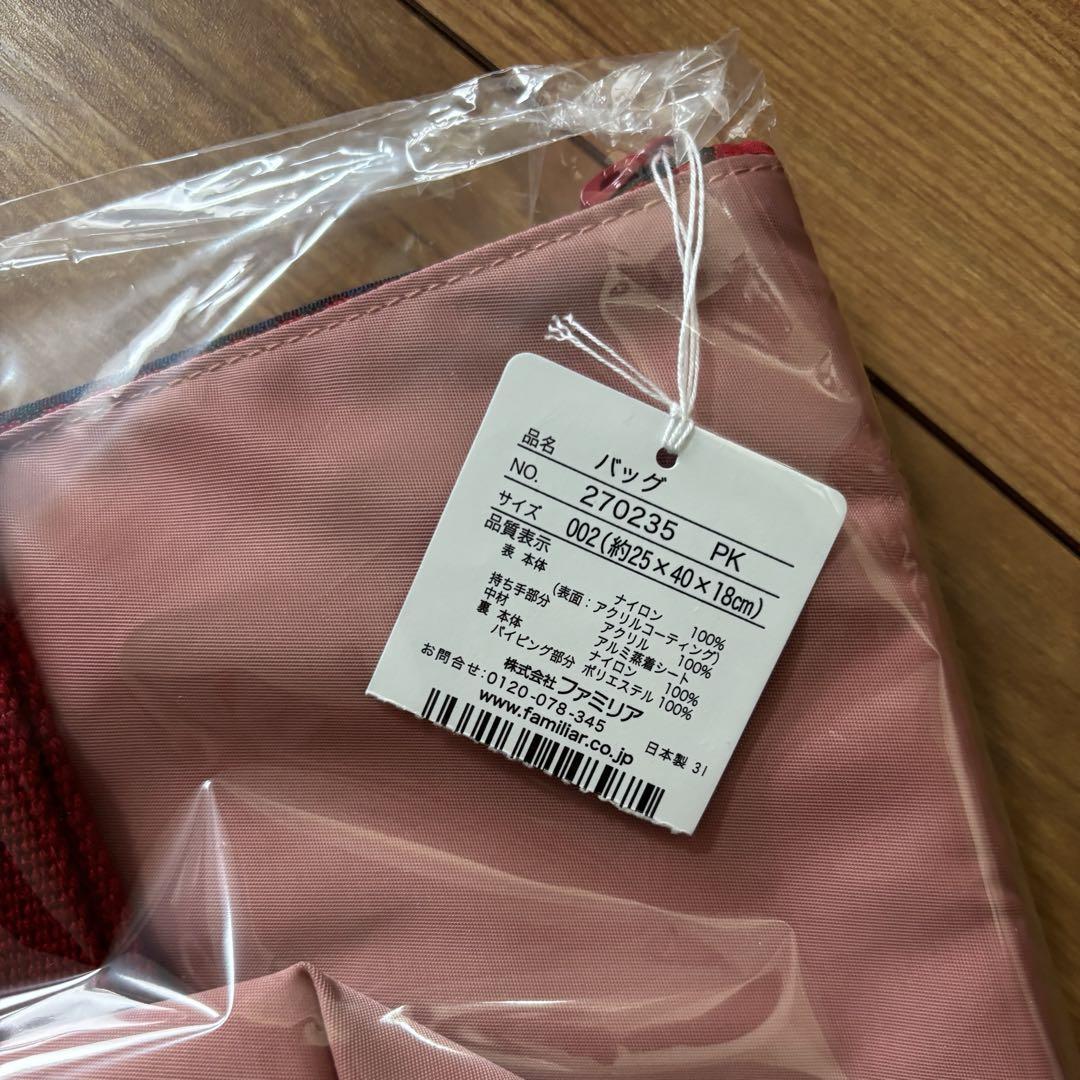 品名 バッグ
NO. 270235 PK
サイズ 002(約25×40×18cm)
品質表示
表 本体 ナイロン 100%
(表面:アクリルコーティング)
持ち手部分 アクリル 100%
中材 アルミ蒸着シート
裏 本体 ナイロン 100%
パイピング部分 ポリエステル 100%
株式会社ファミリア
お問合せ:0120-078-345
www.familiar.co.jp
日本製 31